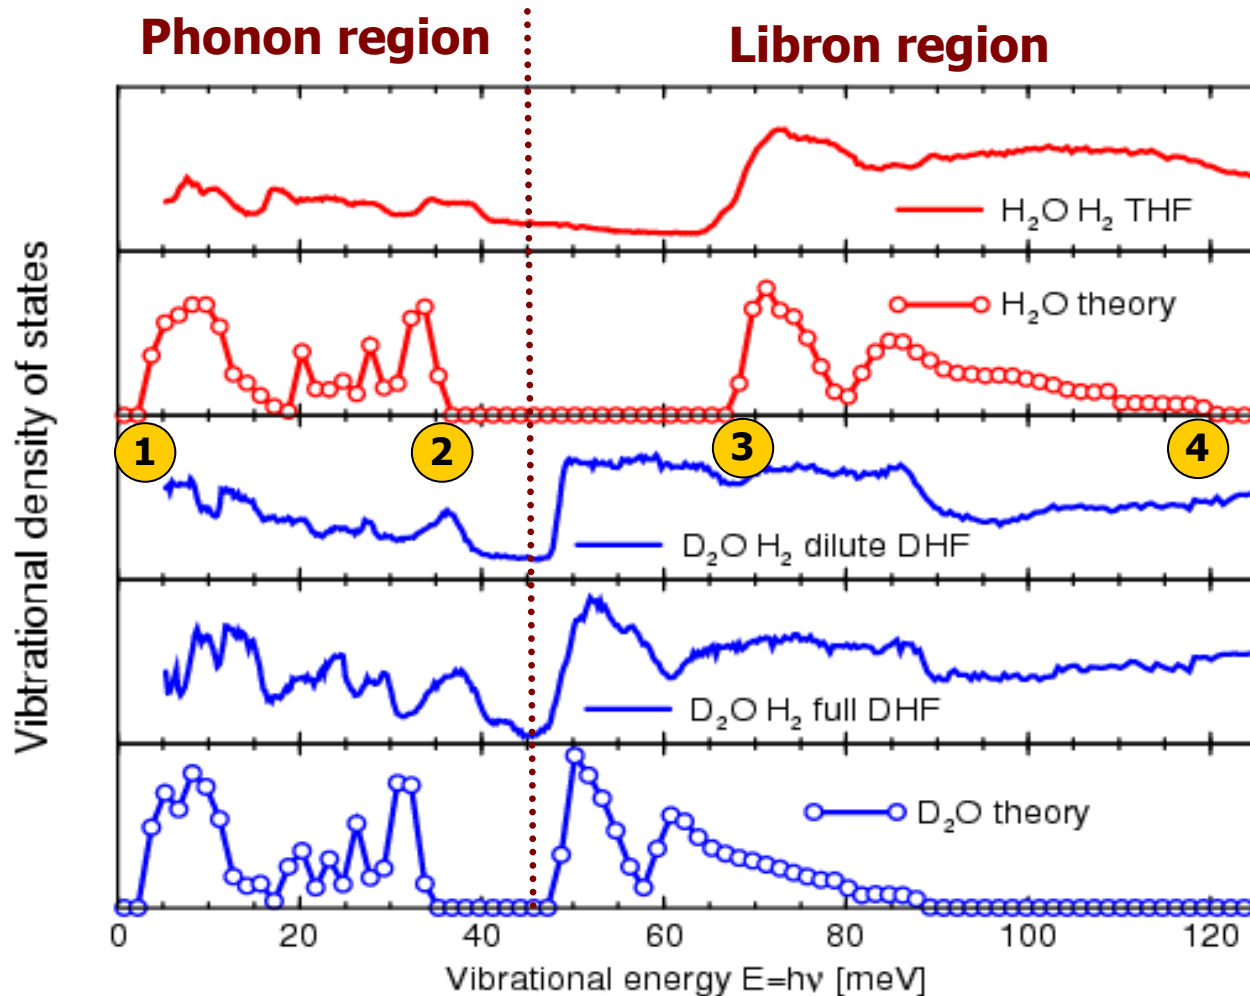 Phonon region
Libron region
H₂O H₂ THF
H₂O theory
1
2
3
4
D₂O H₂ dilute DHF
D₂O H₂ full DHF
D₂O theory
Vibtrational density of states
0 20 40 60 80 100 120
Vibrational energy E=hν [meV]